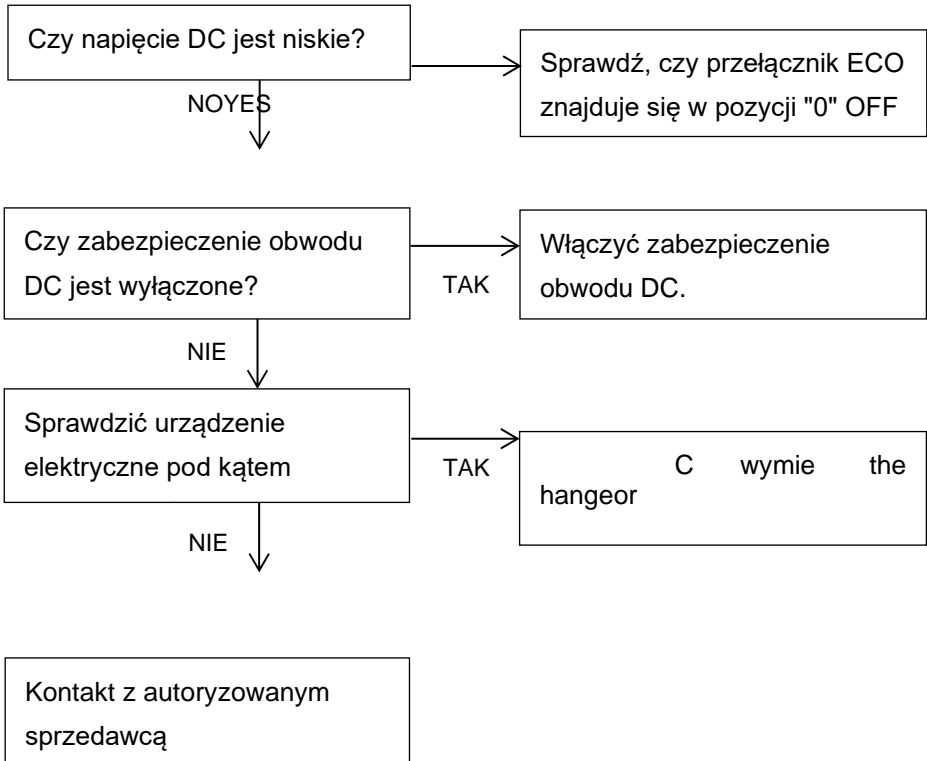 Czy napięcie DC jest niskie?
Sprawdź, czy przełącznik ECO
znajduje się w pozycji "0" OFF
NOYES
Czy zabezpieczenie obwodu
DC jest wyłączone?
TAK
Włączyć zabezpieczenie
obwodu DC.
NIE
Sprawdzić urządzenie
elektryczne pod kątem
TAK
C wymie the
hangeor
NIE
Kontakt z autoryzowanym
sprzedawcą